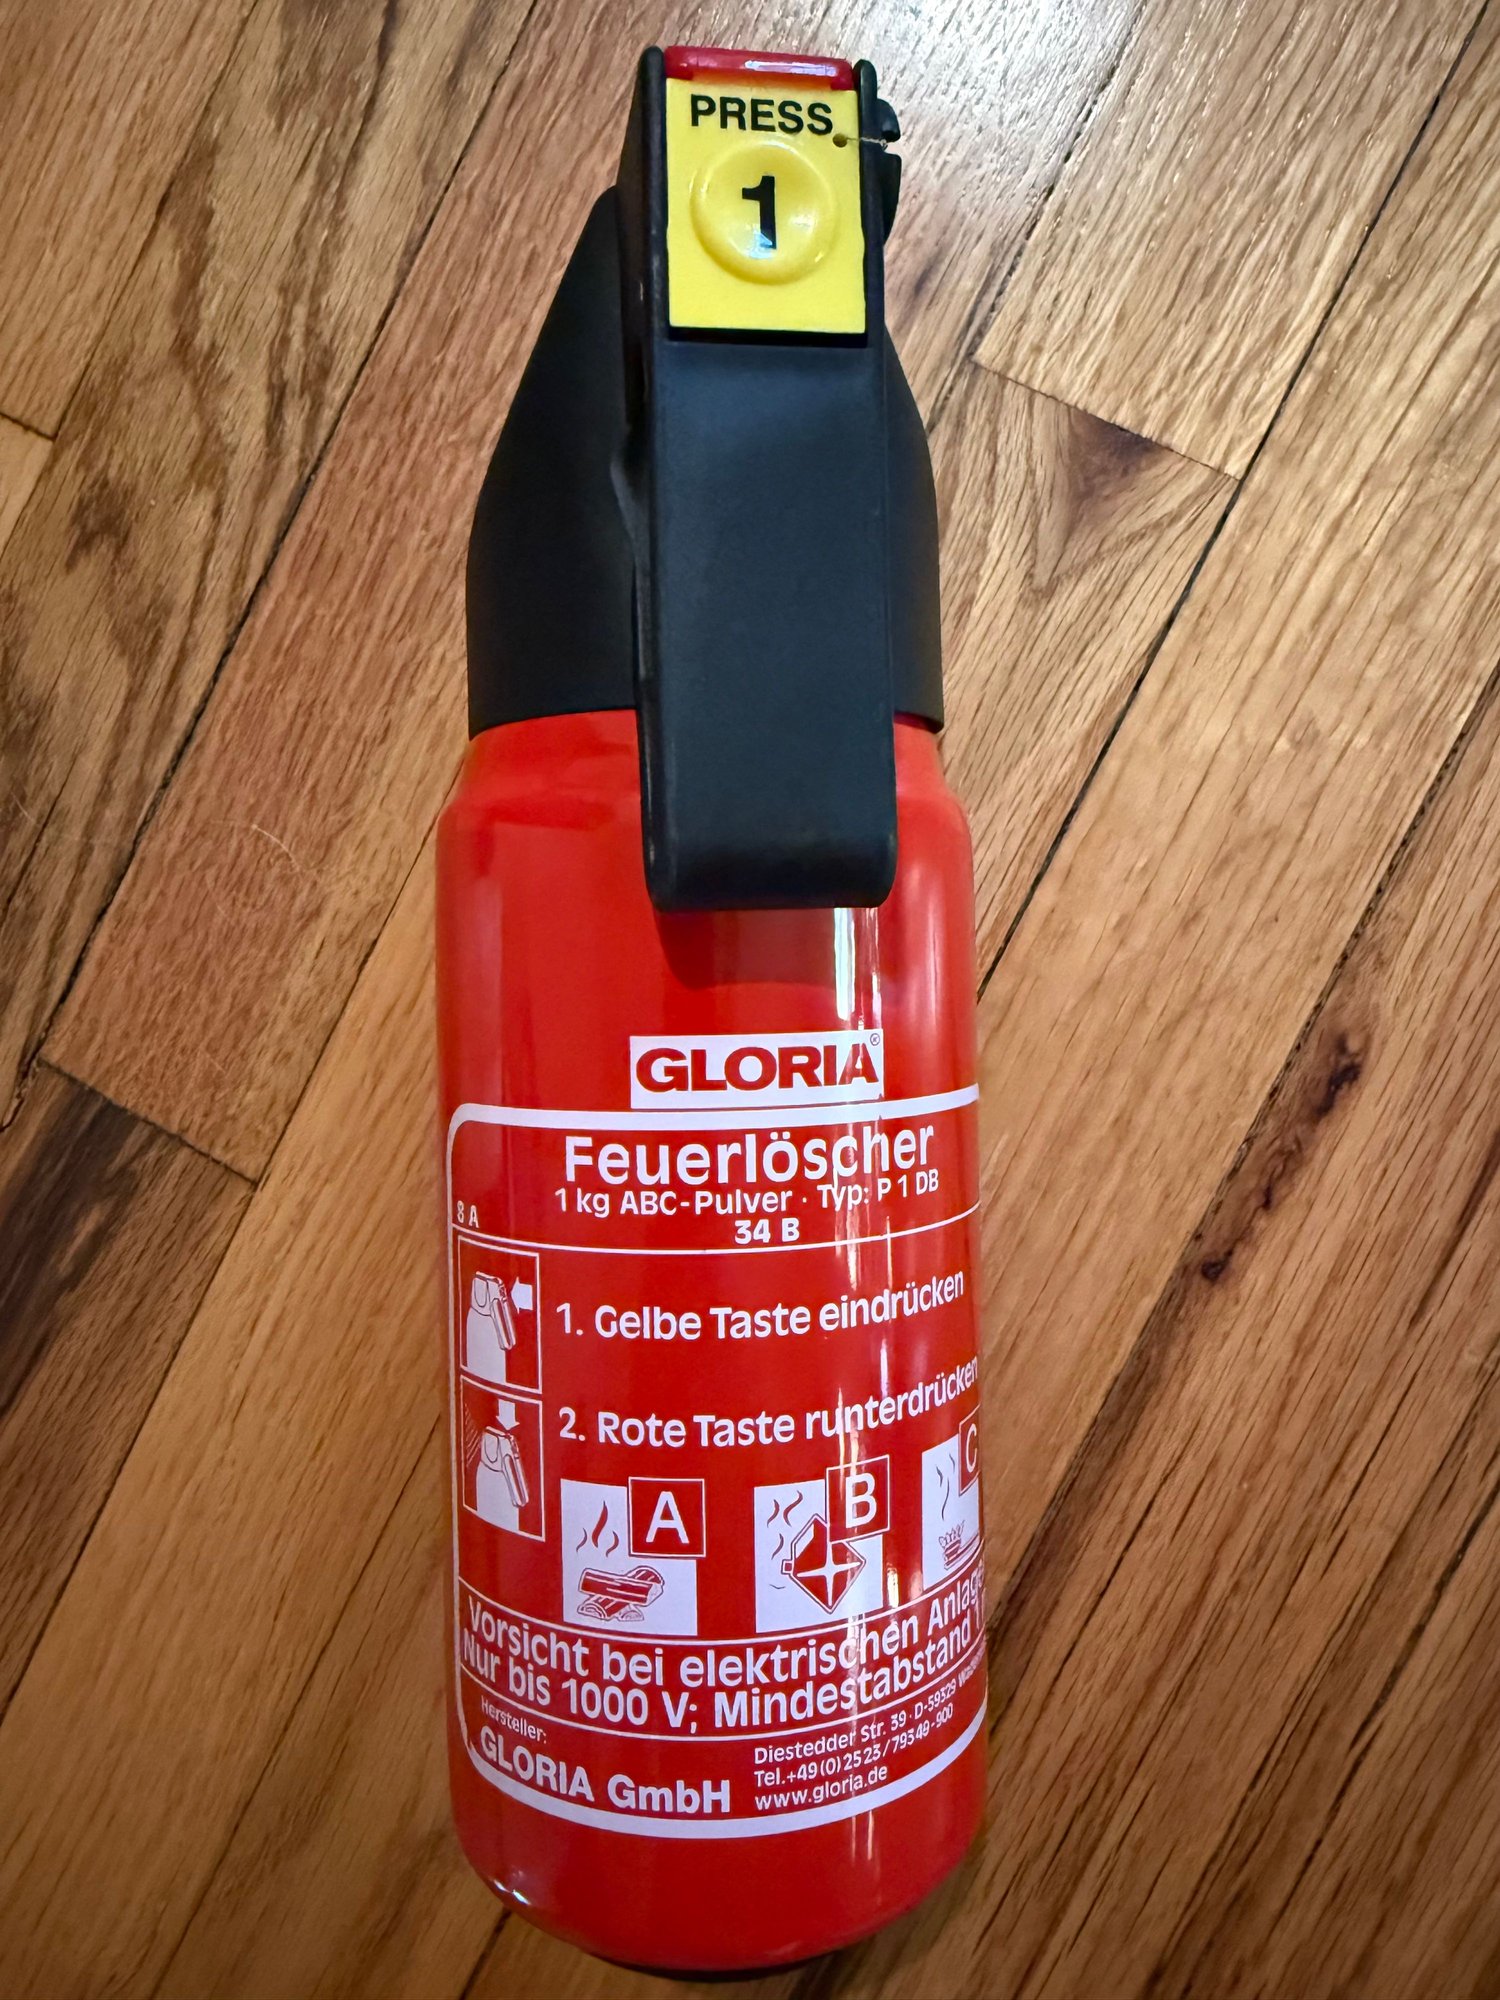 PRESS
1
GLORIA®
Feuerlöscher
1 kg ABC-Pulver · Typ: P 1 DB
8 A
34 B
1. Gelbe Taste eindrücken
2. Rote Taste runterdrücken
A
B
C
Vorsicht bei elektrischen
Nur bis 1000 V; Mindestabstand 1
Hersteller:
GLORIA GmbH
Diestedder Str. 39 · D-59329
Tel.+49(0)2523/79349-900
www.gloria.de